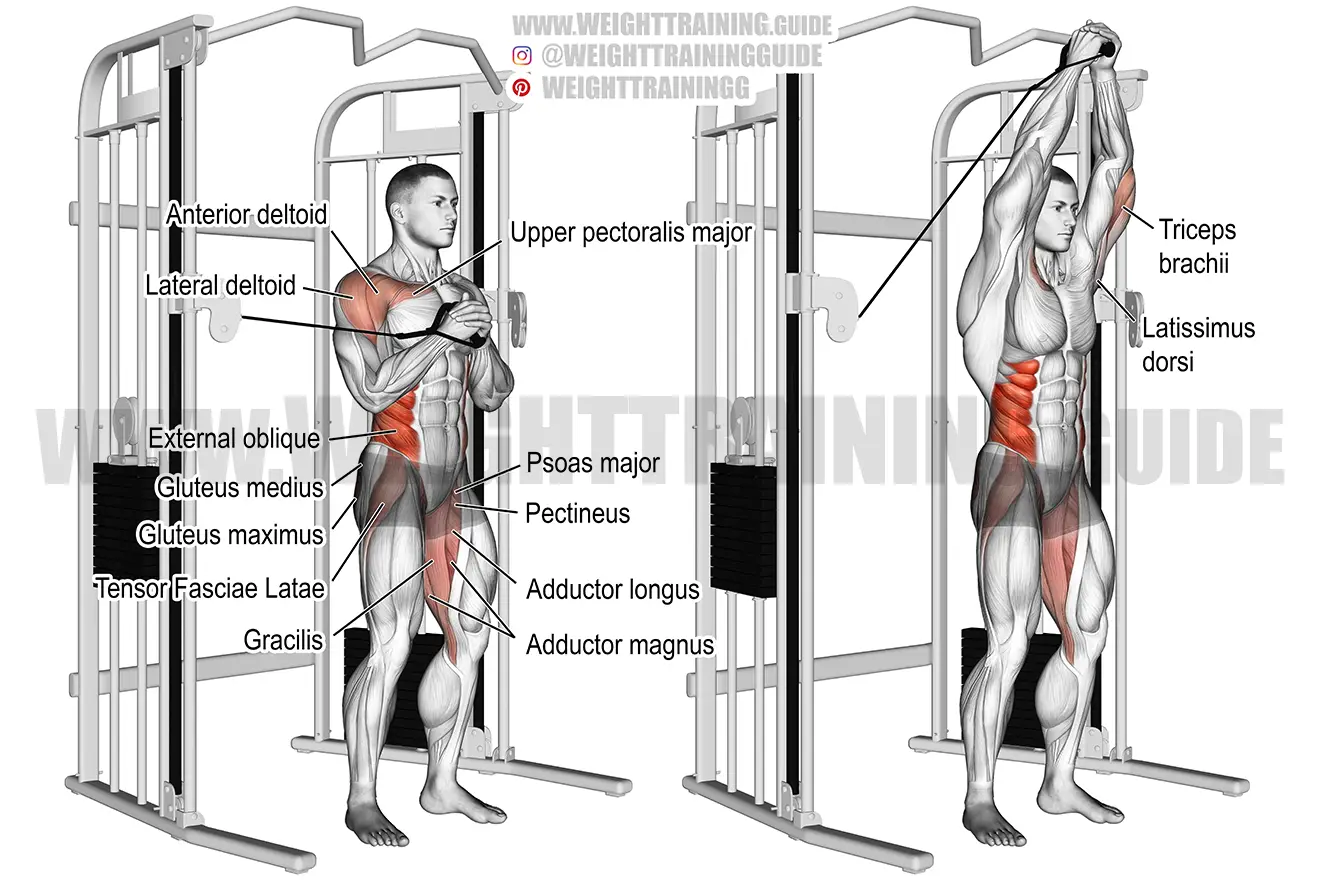 WWW.WEIGHTTRAINING.GUIDE
@WEIGHTTRAININGGUIDE
WEIGHTTRAININGG
Anterior deltoid
Upper pectoralis major
Lateral deltoid
Triceps
brachii
Latissimus
dorsi
WWW.WEIGHTTRAINING.GUIDE
External oblique
Psoas major
Gluteus medius
Pectineus
Gluteus maximus
Tensor Fasciae Latae
Adductor longus
Gracilis
Adductor magnus